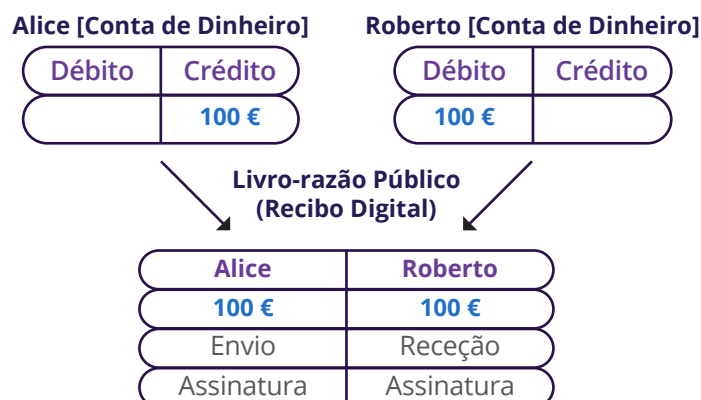 Alice [Conta de Dinheiro] Roberto [Conta de Dinheiro]
Débito Crédito Débito Crédito
100 € 100 €
Livro-razão Público
(Recibo Digital)
Alice Roberto
100 € 100 €
Envio Receção
Assinatura Assinatura